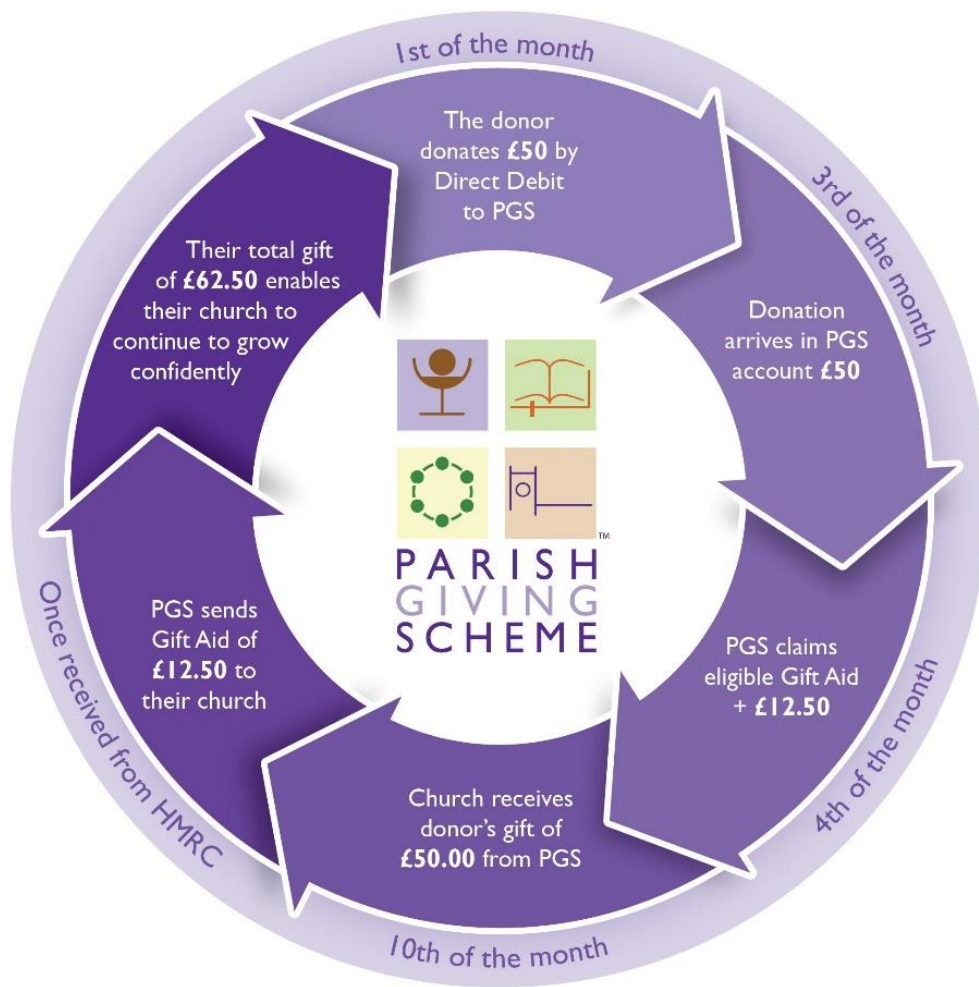 1st of the month
The donor
donates £50 by
Direct Debit
to PGS
3rd of the month
Donation
arrives in PGS
account £50
4th of the month
PGS claims
eligible Gift Aid
+ £12.50
10th of the month
Church receives
donor’s gift of
£50.00 from PGS
Once received from HMRC
PGS sends
Gift Aid of
£12.50 to
their church
Their total gift
of £62.50 enables
their church to
continue to grow
confidently
TM
PARISH
GIVING
SCHEME